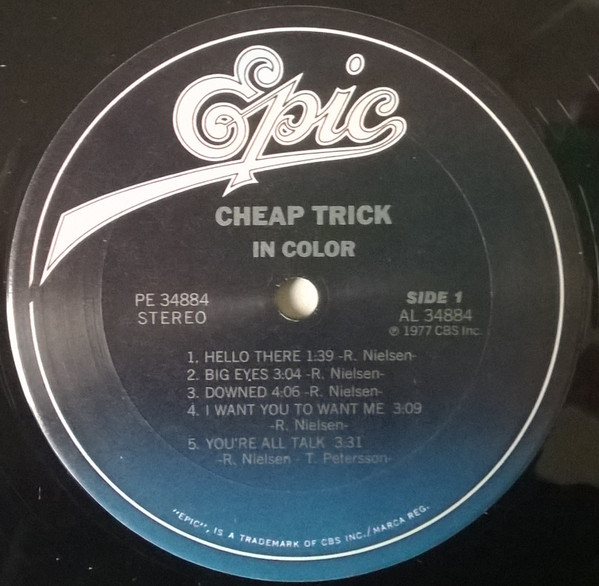 Epic
CHEAP TRICK
IN COLOR
PE 34884
STEREO
SIDE 1
AL 34884
℗ 1977 CBS Inc.
1. HELLO THERE 1:39 -R. Nielsen-
2. BIG EYES 3:04 -R. Nielsen-
3. DOWNED 4:06 -R. Nielsen-
4. I WANT YOU TO WANT ME 3:09
-R. Nielsen-
5. YOU'RE ALL TALK 3:31
-R. Nielsen - T. Petersson-
"EPIC", IS A TRADEMARK OF CBS INC./MARCA REG.